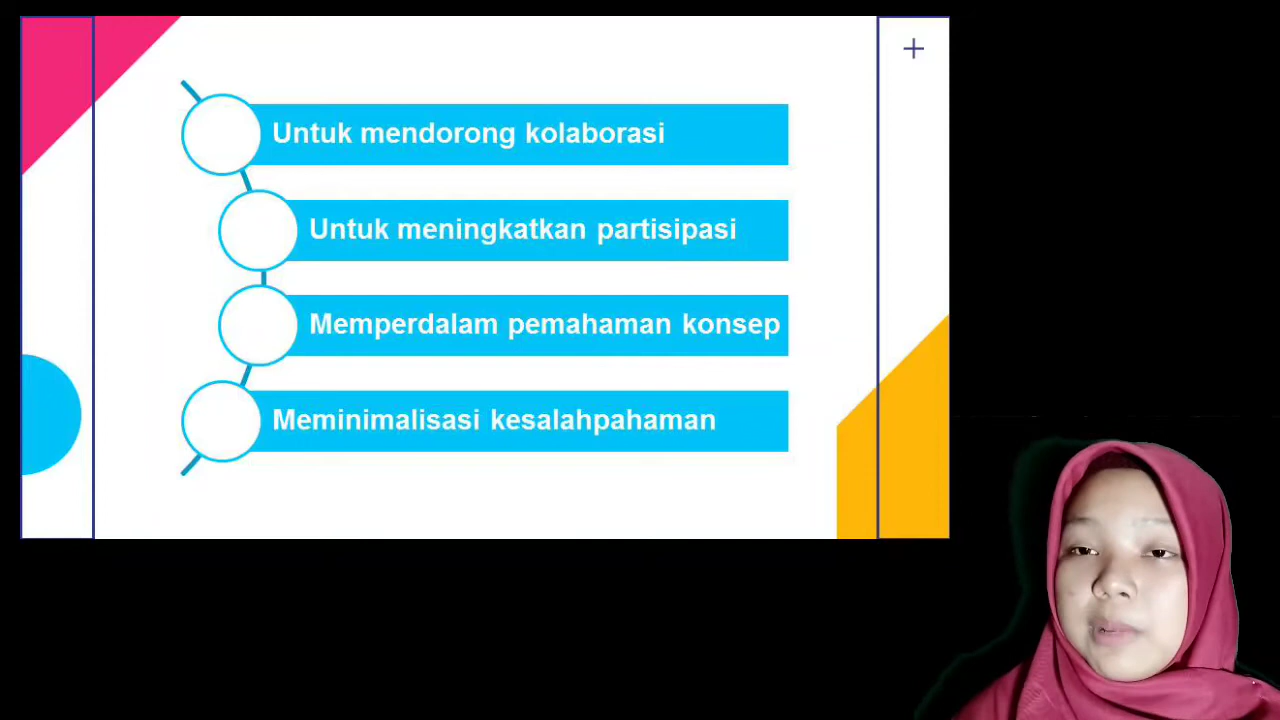 Untuk mendorong kolaborasi
Untuk meningkatkan partisipasi
Memperdalam pemahaman konsep
Meminimalisasi kesalahpahaman